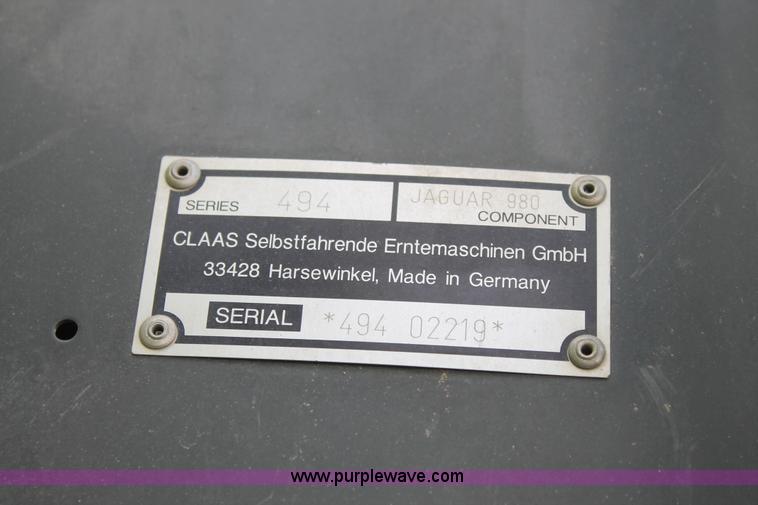 SERIES 494
JAGUAR 980
COMPONENT
CLAAS Selbstfahrende Erntemaschinen GmbH
33428 Harsewinkel, Made in Germany
SERIAL *494 02219*
www.purplewave.com